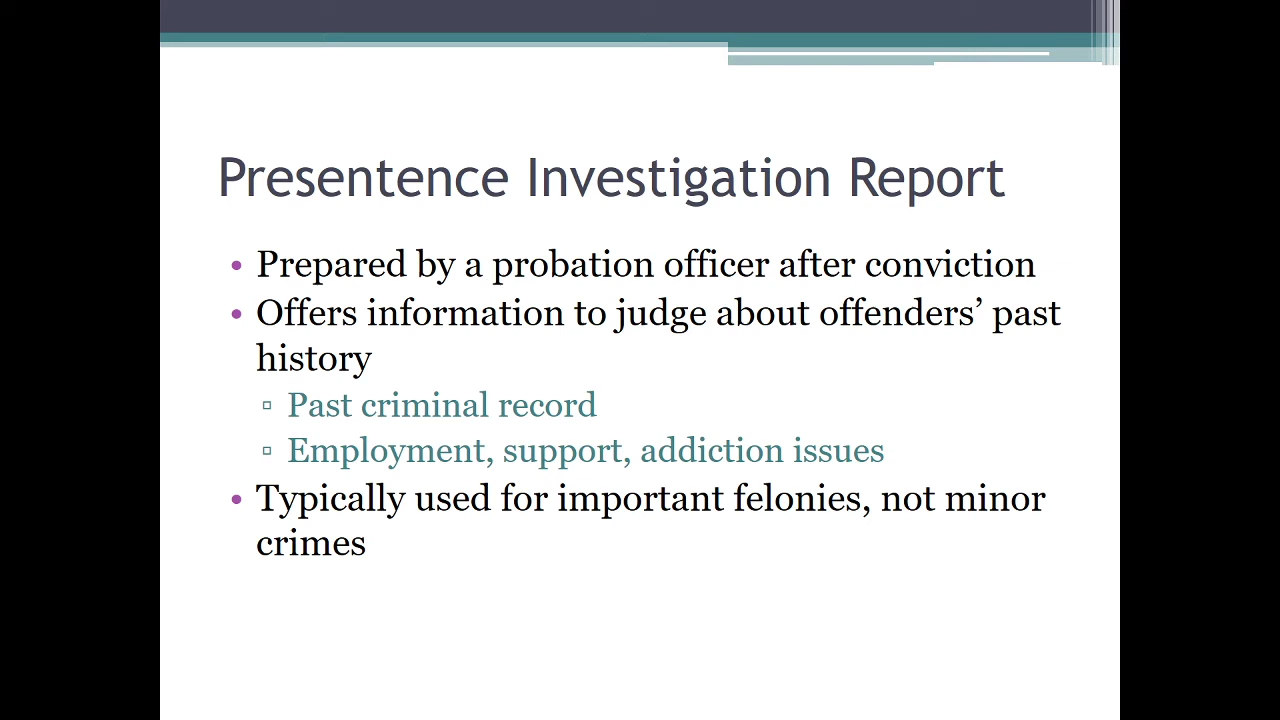 Presentence Investigation Report
• Prepared by a probation officer after conviction
• Offers information to judge about offenders’ past
history
▫ Past criminal record
▫ Employment, support, addiction issues
• Typically used for important felonies, not minor
crimes